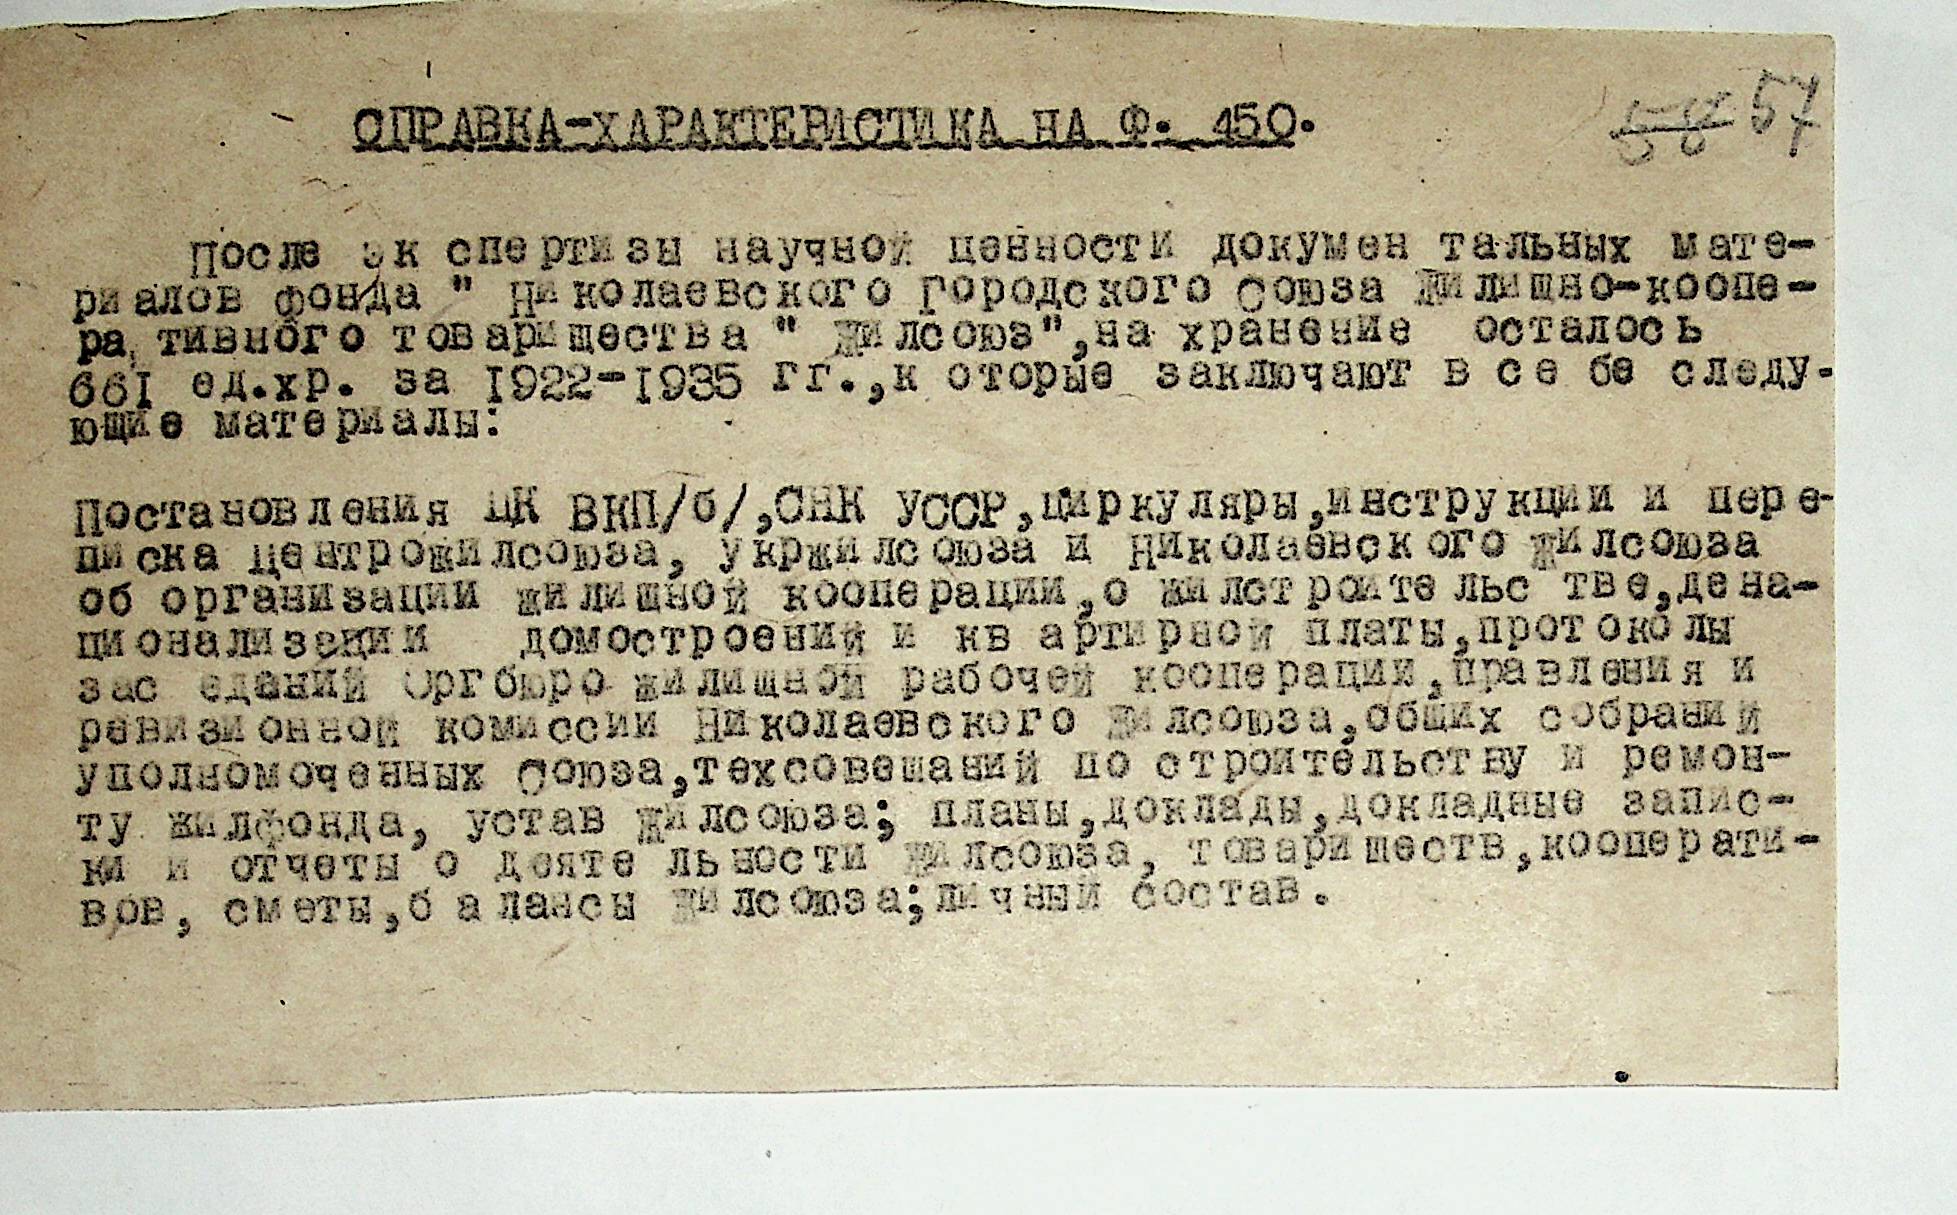 СПРАВКА-ХАРАКТЕРИСТИКА НА Ф. 450.
57
После экспертизы научной ценности документальных мате-
риалов фонда " Николаевского Городского Союза Жилищно-коопе-
ративного товарищества " Жилсоюз", на хранение осталось
661 ед.хр. за 1922-1935 гг., которые заключают в себе следу-
ющие материалы:
Постановления ЦК ВКП/б/, СНК УССР, циркуляры, инструкции и пере-
писка Центрожилсоюза, Укржилсоюза и Николаевского Жилсоюза
об организации жилищной кооперации, о жилстроительстве, дена-
ционализации домостроений и квартирной платы, протоколы
заседаний Оргбюро жилищной рабочей кооперации, правления и
ревизионной комиссии Николаевского Жилсоюза, общих собраний
уполномоченных Союза, техсовещаний по строительству и ремон-
ту жилфонда, устав Жилсоюза; планы, доклады, докладные запис-
ки и отчеты о деятельности Жилсоюза, товариществ, кооперати-
вов, сметы, балансы Жилсоюза; личный состав.